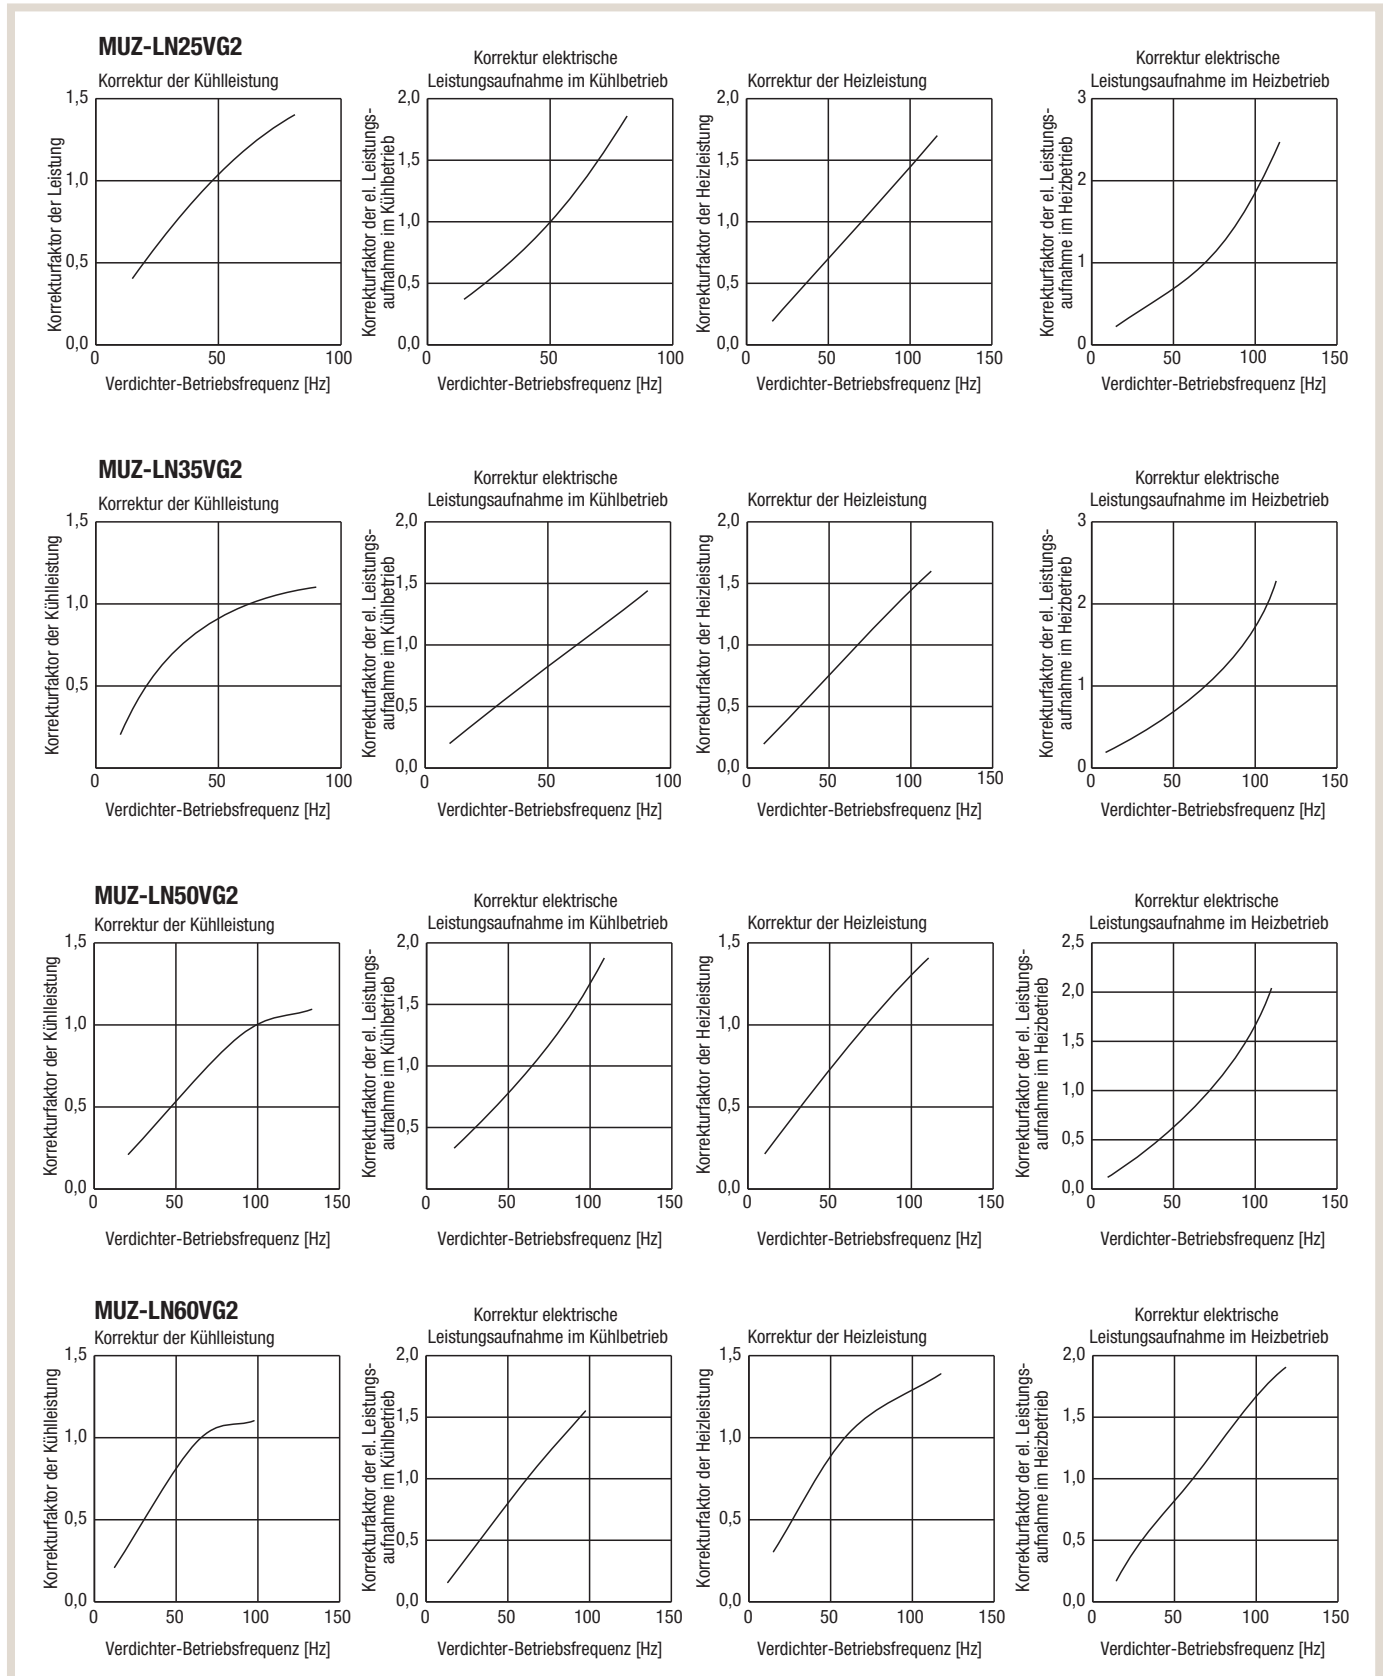 MUZ-LN25VG2
Korrektur der Kühlleistung
Korrekturfaktor der Leistung
1,5
1,0
0,5
0,0
0
50
100
Verdichter-Betriebsfrequenz [Hz]
Korrektur elektrische
Leistungsaufnahme im Kühlbetrieb
Korrekturfaktor der el. Leistungs-
aufnahme im Kühlbetrieb
2,0
1,5
1,0
0,5
0,0
0
50
100
Verdichter-Betriebsfrequenz [Hz]
Korrektur der Heizleistung
Korrekturfaktor der Heizleistung
2,0
1,5
1,0
0,5
0,0
0
50
100
150
Verdichter-Betriebsfrequenz [Hz]
Korrektur elektrische
Leistungsaufnahme im Heizbetrieb
Korrekturfaktor der el. Leistungs-
aufnahme im Heizbetrieb
3
2
1
0
0
50
100
150
Verdichter-Betriebsfrequenz [Hz]
MUZ-LN35VG2
Korrektur der Kühlleistung
Korrekturfaktor der Kühlleistung
1,5
1,0
0,5
0
50
100
Verdichter-Betriebsfrequenz [Hz]
Korrektur elektrische
Leistungsaufnahme im Kühlbetrieb
Korrekturfaktor der el. Leistungs-
aufnahme im Kühlbetrieb
2,0
1,5
1,0
0,5
0,0
0
50
100
Verdichter-Betriebsfrequenz [Hz]
Korrektur der Heizleistung
Korrekturfaktor der Heizleistung
2,0
1,5
1,0
0,5
0,0
0
50
100
150
Verdichter-Betriebsfrequenz [Hz]
Korrektur elektrische
Leistungsaufnahme im Heizbetrieb
Korrekturfaktor der el. Leistungs-
aufnahme im Heizbetrieb
3
2
1
0
0
50
100
150
Verdichter-Betriebsfrequenz [Hz]
MUZ-LN50VG2
Korrektur der Kühlleistung
Korrekturfaktor der Kühlleistung
1,5
1,0
0,5
0,0
0
50
100
150
Verdichter-Betriebsfrequenz [Hz]
Korrektur elektrische
Leistungsaufnahme im Kühlbetrieb
Korrekturfaktor der el. Leistungs-
aufnahme im Kühlbetrieb
2,0
1,5
1,0
0,5
0
50
100
150
Verdichter-Betriebsfrequenz [Hz]
Korrektur der Heizleistung
Korrekturfaktor der Heizleistung
1,5
1,0
0,5
0,0
0
50
100
150
Verdichter-Betriebsfrequenz [Hz]
Korrektur elektrische
Leistungsaufnahme im Heizbetrieb
Korrekturfaktor der el. Leistungs-
aufnahme im Heizbetrieb
2,5
2,0
1,5
1,0
0,5
0,0
0
50
100
150
Verdichter-Betriebsfrequenz [Hz]
MUZ-LN60VG2
Korrektur der Kühlleistung
Korrekturfaktor der Kühlleistung
1,5
1,0
0,5
0,0
0
50
100
150
Verdichter-Betriebsfrequenz [Hz]
Korrektur elektrische
Leistungsaufnahme im Kühlbetrieb
Korrekturfaktor der el. Leistungs-
aufnahme im Kühlbetrieb
2,0
1,5
1,0
0,5
0,0
0
50
100
150
Verdichter-Betriebsfrequenz [Hz]
Korrektur der Heizleistung
Korrekturfaktor der Heizleistung
1,5
1,0
0,5
0,0
0
50
100
150
Verdichter-Betriebsfrequenz [Hz]
Korrektur elektrische
Leistungsaufnahme im Heizbetrieb
Korrekturfaktor der el. Leistungs-
aufnahme im Heizbetrieb
2,0
1,5
1,0
0,5
0,0
0
50
100
150
Verdichter-Betriebsfrequenz [Hz]